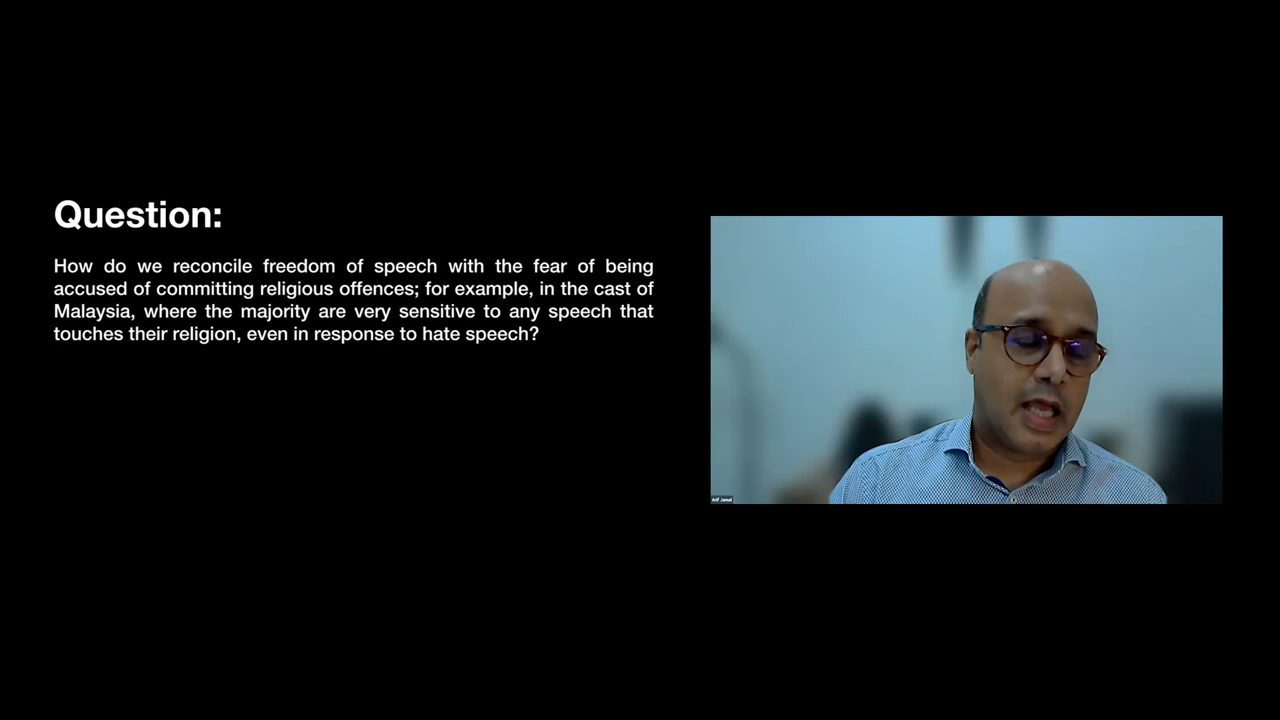 Question:
How do we reconcile freedom of speech with the fear of being
accused of committing religious offences; for example, in the cast of
Malaysia, where the majority are very sensitive to any speech that
touches their religion, even in response to hate speech?
Arif Jamal